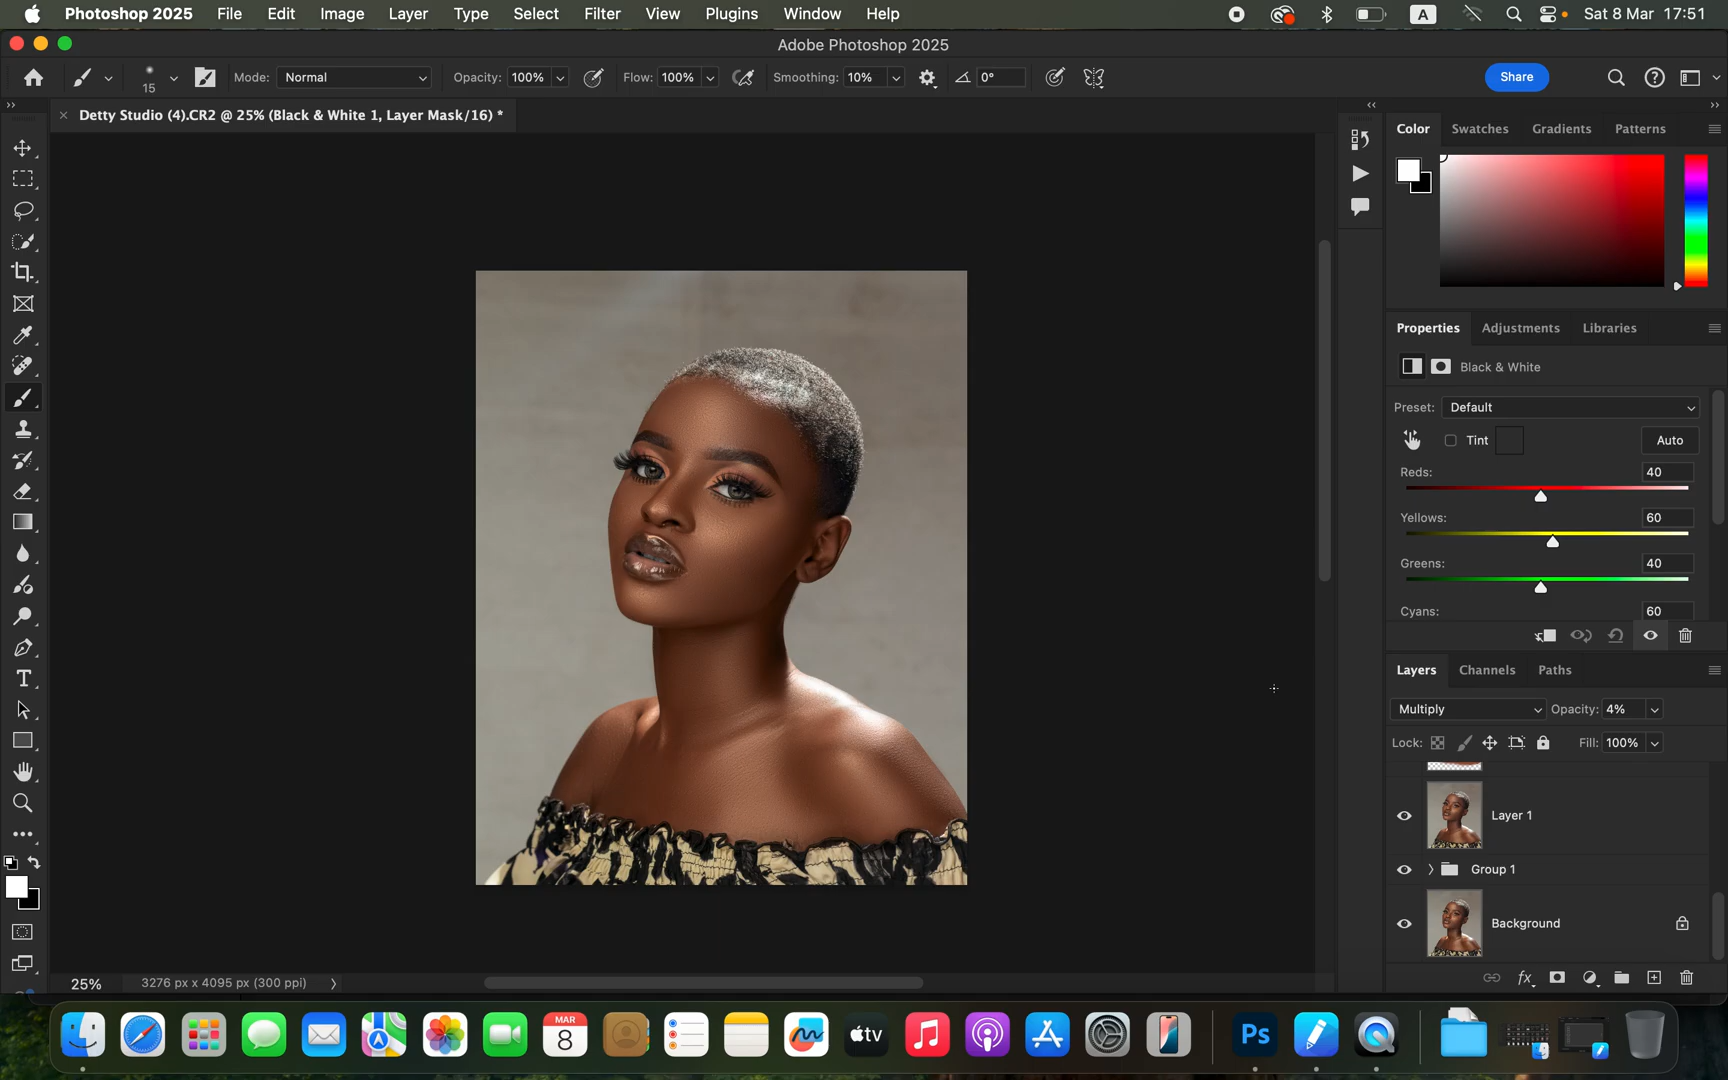 Photoshop 2025 File Edit Image Layer Type Select Filter View Plugins Window Help A Sat 8 Mar 17:51
Adobe Photoshop 2025
15 Mode: Normal Opacity: 100% Flow: 100% Smoothing: 10% 0° Share
× Detty Studio (4).CR2 @ 25% (Black & White 1, Layer Mask/16) *
Color Swatches Gradients Patterns
Properties Adjustments Libraries
Black & White
Preset: Default
Tint Auto
Reds: 40
Yellows: 60
Greens: 40
Cyans: 60
Layers Channels Paths
Multiply Opacity: 4%
Lock: Fill: 100%
Layer 1
Group 1
Background
fx
25% 3276 px x 4095 px (300 ppi)
MAR
8
tv
Ps